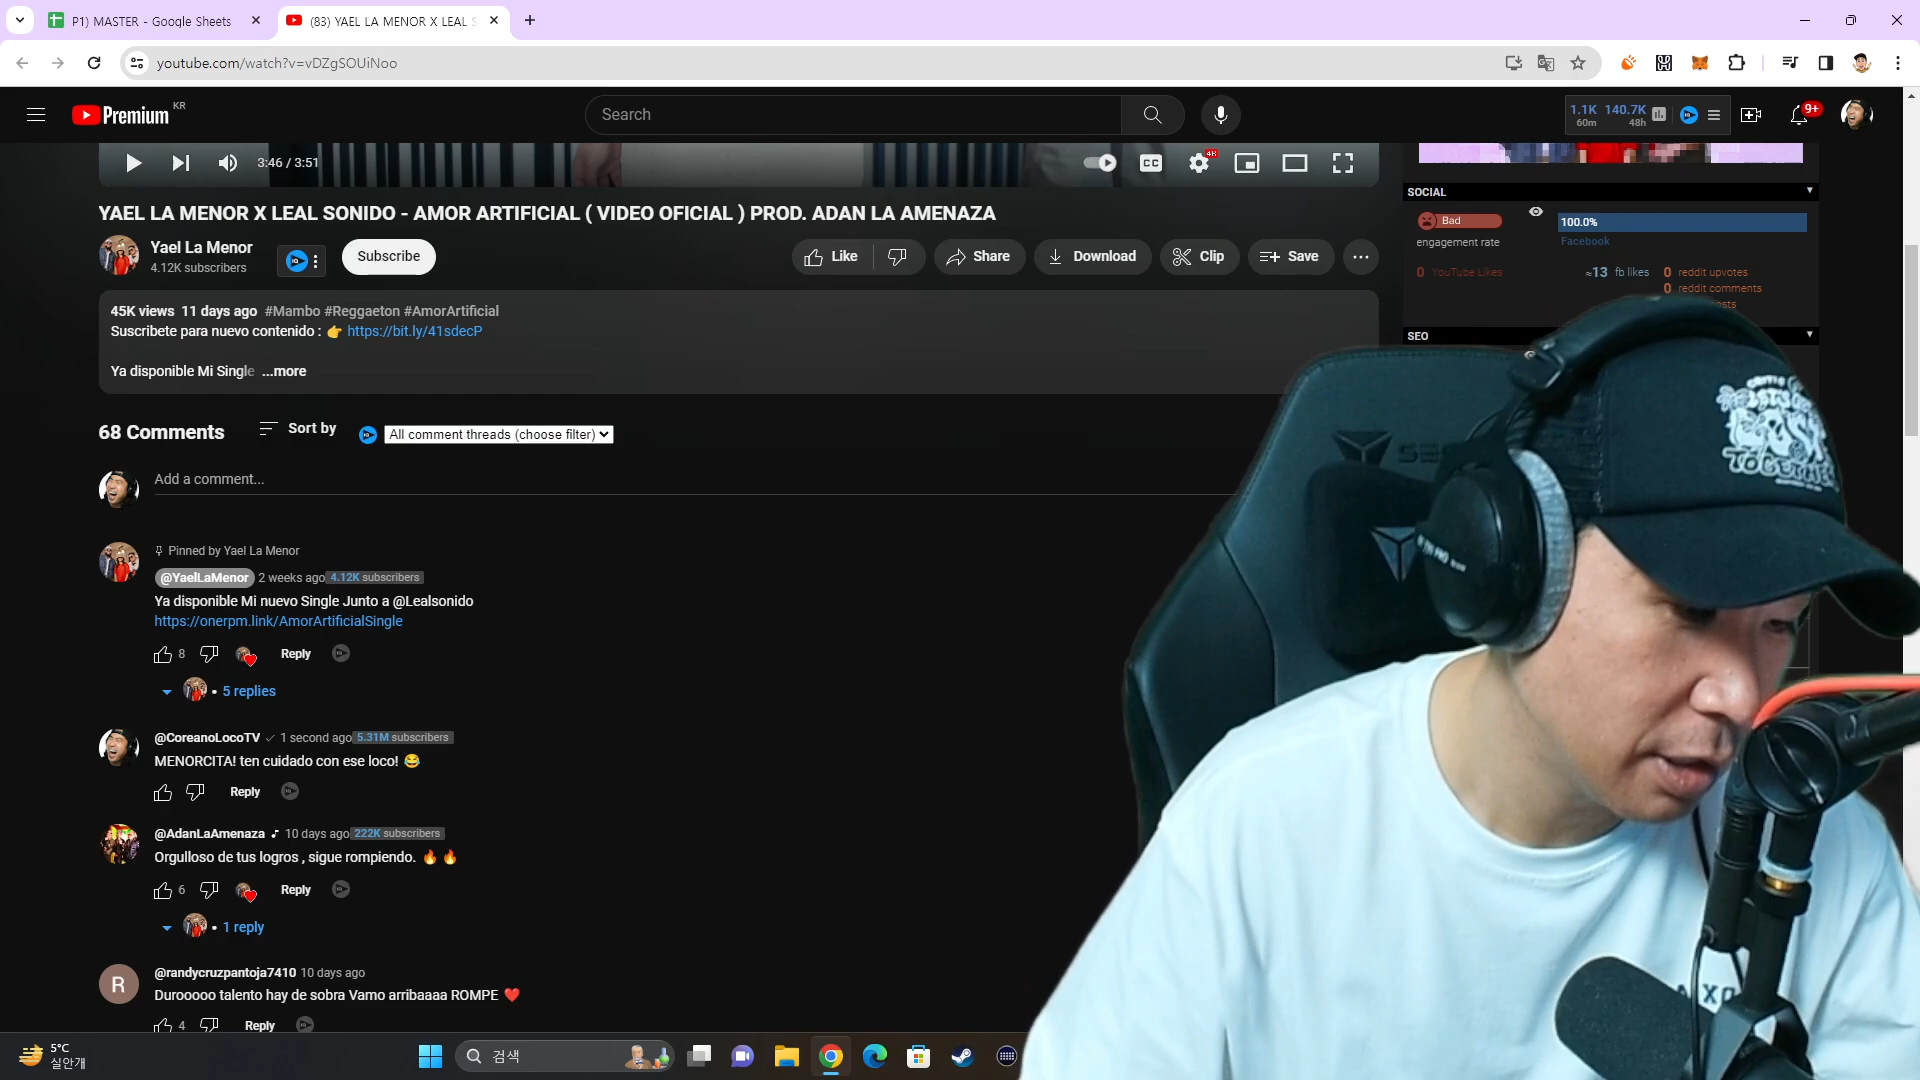 P1) MASTER - Google Sheets
(83) YAEL LA MENOR X LEAL S
youtube.com/watch?v=vDZgSOUiNoo
Premium KR
Search
1.1K 140.7K
60m 48h
9+
3:46 / 3:51
CC
4K
SOCIAL
Bad
100.0%
engagement rate
Facebook
0 YouTube Likes
≈13 fb likes
0 reddit upvotes
0 reddit comments
SEO
YAEL LA MENOR X LEAL SONIDO - AMOR ARTIFICIAL ( VIDEO OFICIAL ) PROD. ADAN LA AMENAZA
Yael La Menor
4.12K subscribers
Subscribe
Like
Share
Download
Clip
Save
45K views 11 days ago #Mambo #Reggaeton #AmorArtificial
Suscribete para nuevo contenido : 👉 https://bit.ly/41sdecP
Ya disponible Mi Single ...more
68 Comments
Sort by
All comment threads (choose filter)
Add a comment...
Pinned by Yael La Menor
@YaelLaMenor 2 weeks ago 4.12K subscribers
Ya disponible Mi nuevo Single Junto a @Lealsonido
https://onerpm.link/AmorArtificialSingle
8 Reply
5 replies
@CoreanoLocoTV 1 second ago 5.31M subscribers
MENORCITA! ten cuidado con ese loco! 😂
Reply
@AdanLaAmenaza 10 days ago 222K subscribers
Orgulloso de tus logros , sigue rompiendo. 🔥 🔥
6 Reply
1 reply
R
@randycruzpantoja7410 10 days ago
Durooooo talento hay de sobra Vamo arribaaaa ROMPE ❤️
4 Reply
5°C
실안개
검색